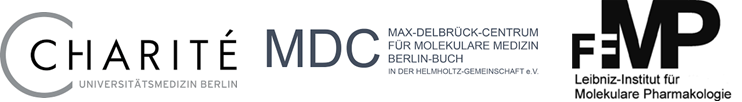 CHARITÉ
UNIVERSITÄTSMEDIZIN BERLIN
MDC
MAX-DELBRÜCK-CENTRUM
FÜR MOLEKULARE MEDIZIN
BERLIN-BUCH
IN DER HELMHOLTZ-GEMEINSCHAFT e.V.
FMP
Leibniz-Institut für
Molekulare Pharmakologie